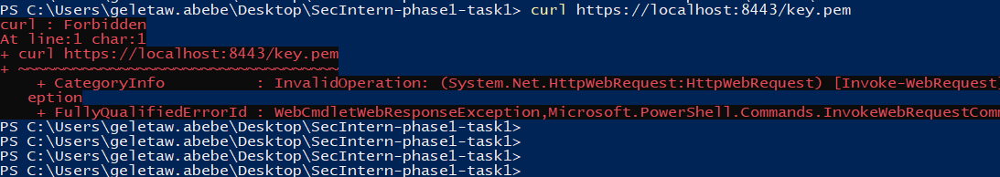 PS C:\Users\geletaw.abebe\Desktop\SecIntern-phase1-task1> curl https://localhost:8443/key.pem
curl : Forbidden
At line:1 char:1
+ curl https://localhost:8443/key.pem
+ ~~~~~~~~~~~~~~~~~~~~~~~~~~~~~~~~~~~
+ CategoryInfo : InvalidOperation: (System.Net.HttpWebRequest:HttpWebRequest) [Invoke-WebRequest]
eption
+ FullyQualifiedErrorId : WebCmdletWebResponseException,Microsoft.PowerShell.Commands.InvokeWebRequestComm
PS C:\Users\geletaw.abebe\Desktop\SecIntern-phase1-task1>
PS C:\Users\geletaw.abebe\Desktop\SecIntern-phase1-task1>
PS C:\Users\geletaw.abebe\Desktop\SecIntern-phase1-task1>
PS C:\Users\geletaw.abebe\Desktop\SecIntern-phase1-task1>